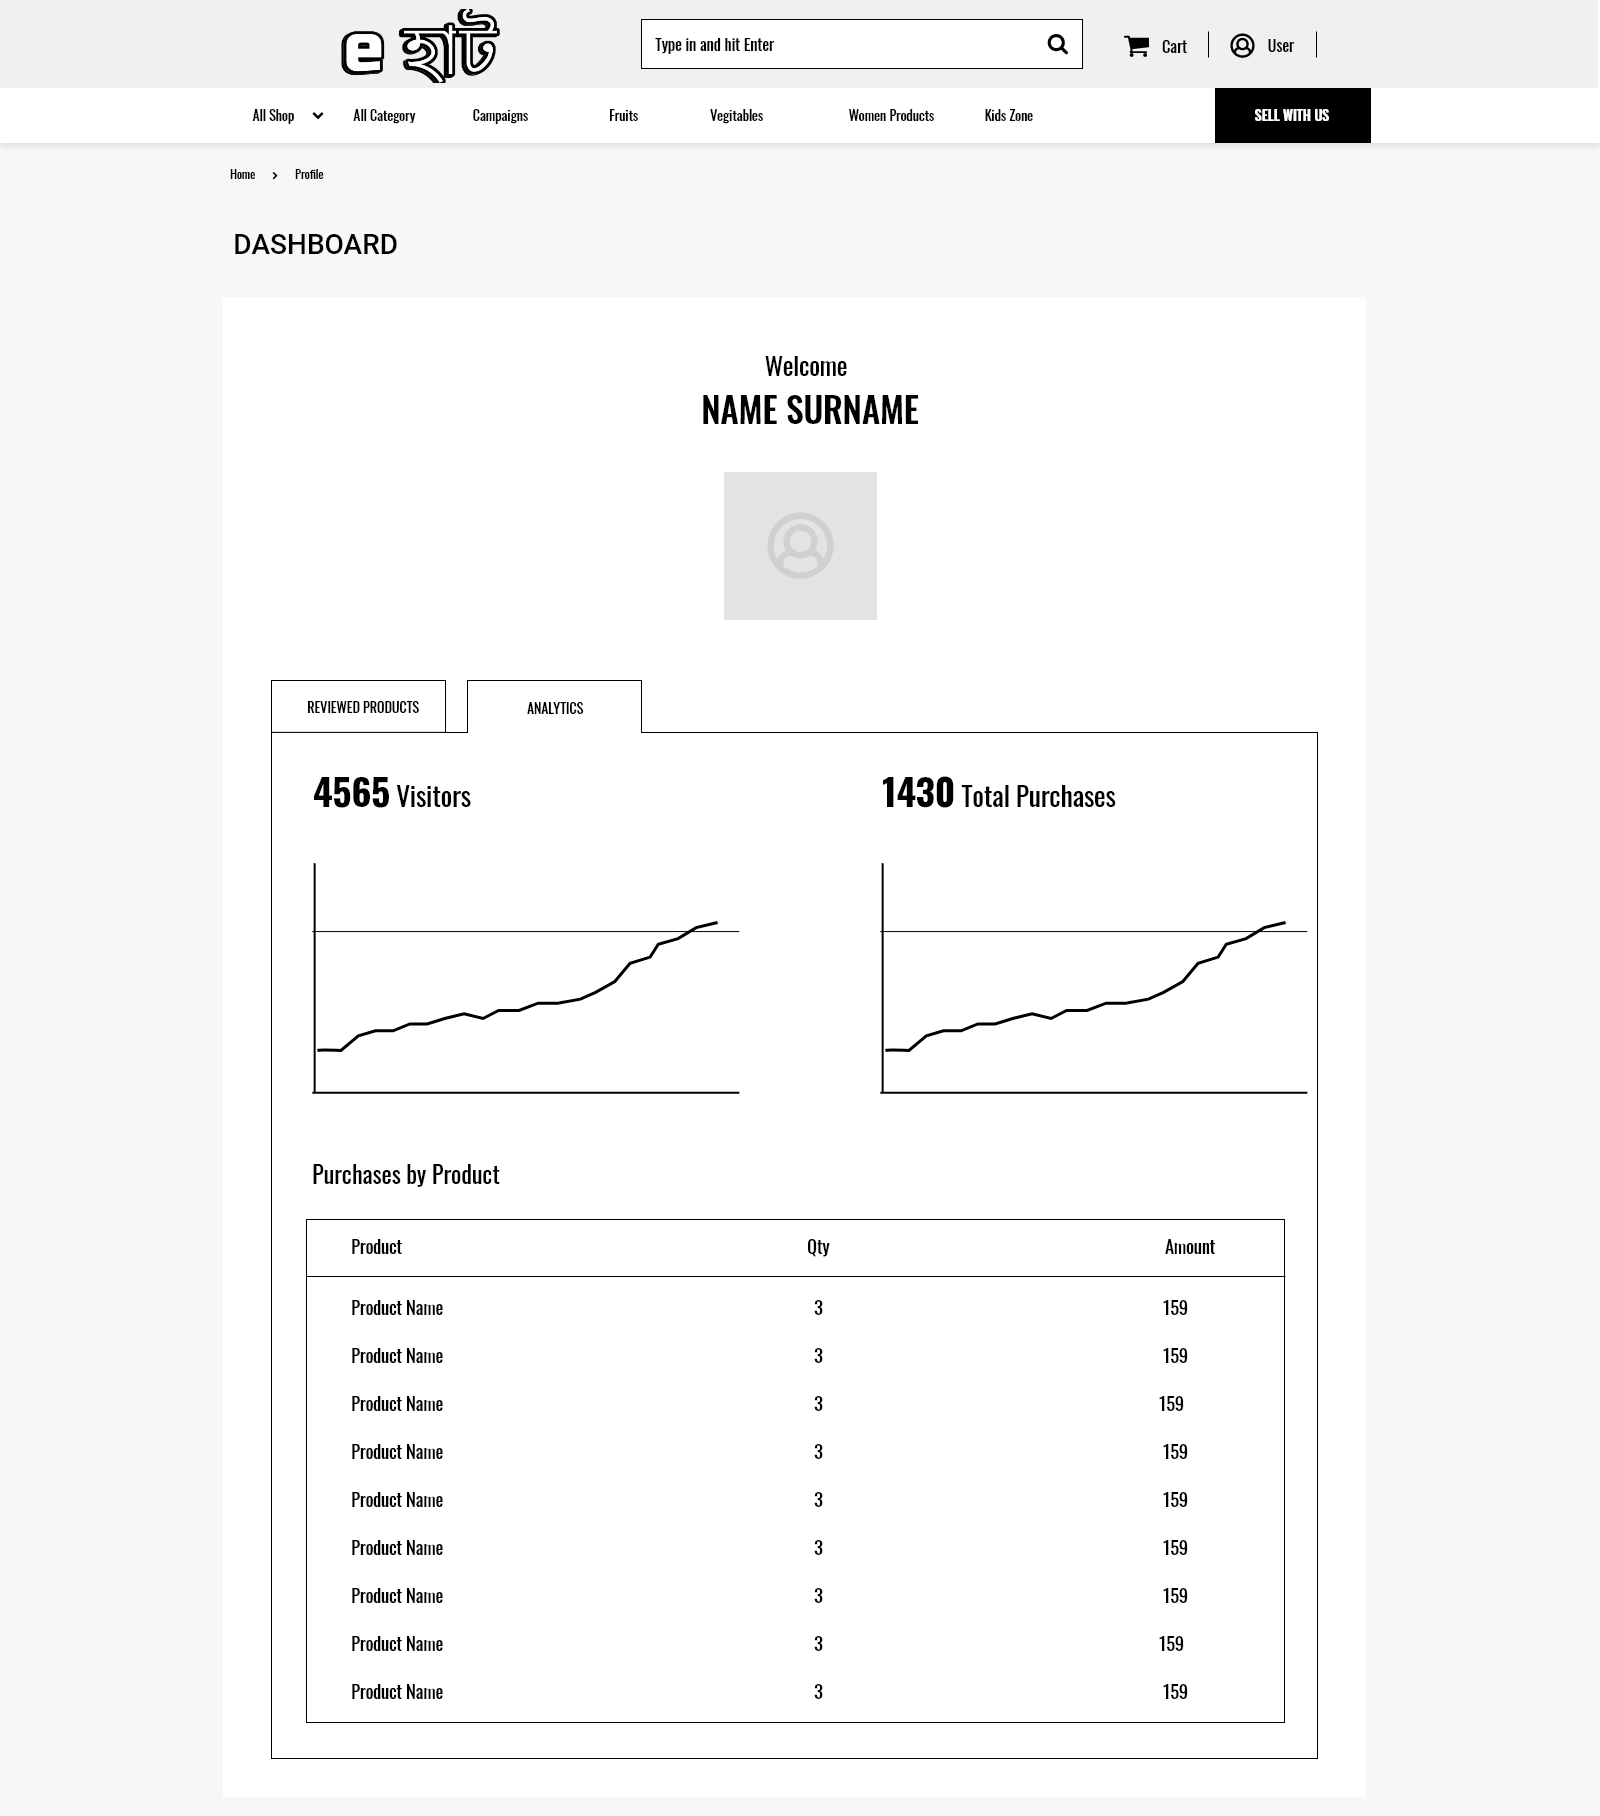 e হাট
Type in and hit Enter
Cart
User
All Shop
All Category
Campaigns
Fruits
Vegitables
Women Products
Kids Zone
SELL WITH US
Home
Profile
DASHBOARD
Welcome
NAME SURNAME
REVIEWED PRODUCTS
ANALYTICS
4565 Visitors
1430 Total Purchases
Purchases by Product
Product Qty Amount
Product Name 3 159
Product Name 3 159
Product Name 3 159
Product Name 3 159
Product Name 3 159
Product Name 3 159
Product Name 3 159
Product Name 3 159
Product Name 3 159